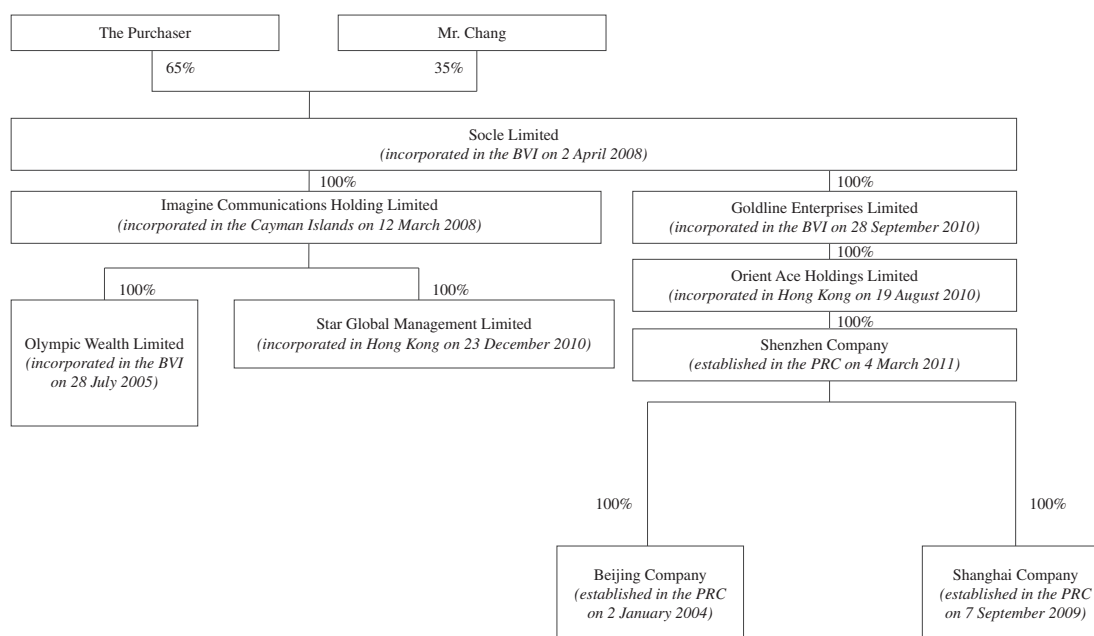 The Purchaser
Mr. Chang
65%
35%
Socle Limited
(incorporated in the BVI on 2 April 2008)
100%
100%
Imagine Communications Holding Limited
(incorporated in the Cayman Islands on 12 March 2008)
Goldline Enterprises Limited
(incorporated in the BVI on 28 September 2010)
100%
Orient Ace Holdings Limited
(incorporated in Hong Kong on 19 August 2010)
100%
100%
100%
Olympic Wealth Limited
(incorporated in the BVI
on 28 July 2005)
Star Global Management Limited
(incorporated in Hong Kong on 23 December 2010)
Shenzhen Company
(established in the PRC on 4 March 2011)
100%
100%
Beijing Company
(established in the PRC
on 2 January 2004)
Shanghai Company
(established in the PRC
on 7 September 2009)